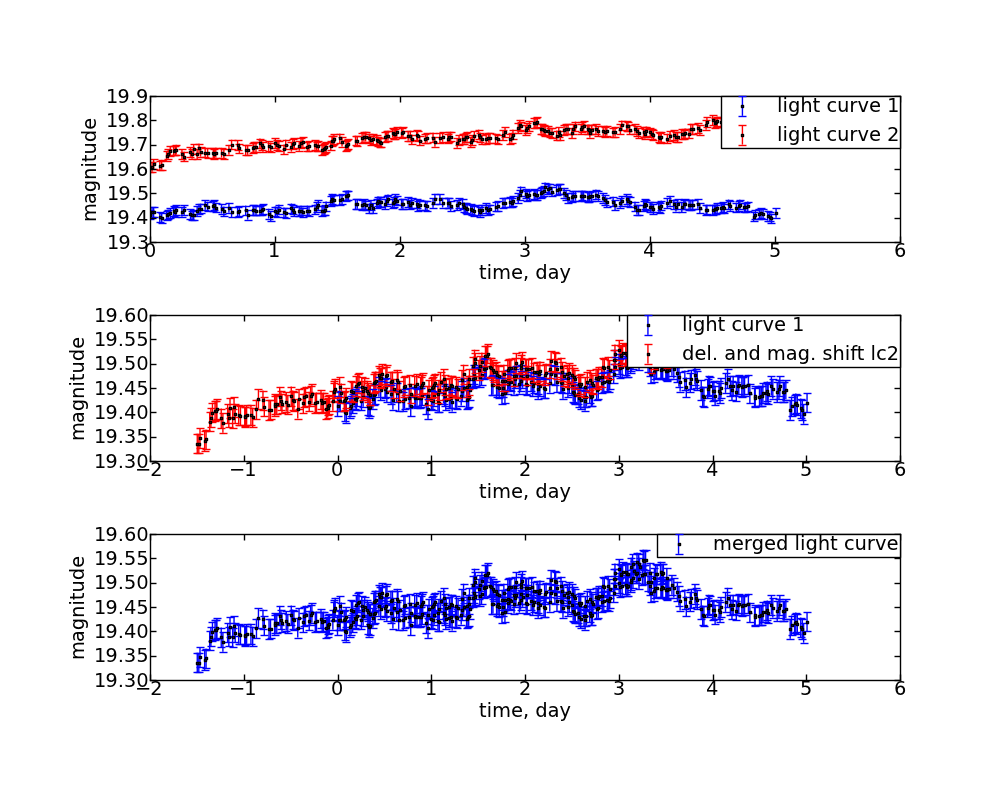 19.9
19.8
19.7
19.6
19.5
19.4
19.3
magnitude
light curve 1
light curve 2
0 1 2 3 4 5 6
time, day
19.60
19.55
19.50
19.45
19.40
19.35
19.30
magnitude
light curve 1
del. and mag. shift lc2
−2 −1 0 1 2 3 4 5 6
time, day
19.60
19.55
19.50
19.45
19.40
19.35
19.30
magnitude
merged light curve
−2 −1 0 1 2 3 4 5 6
time, day